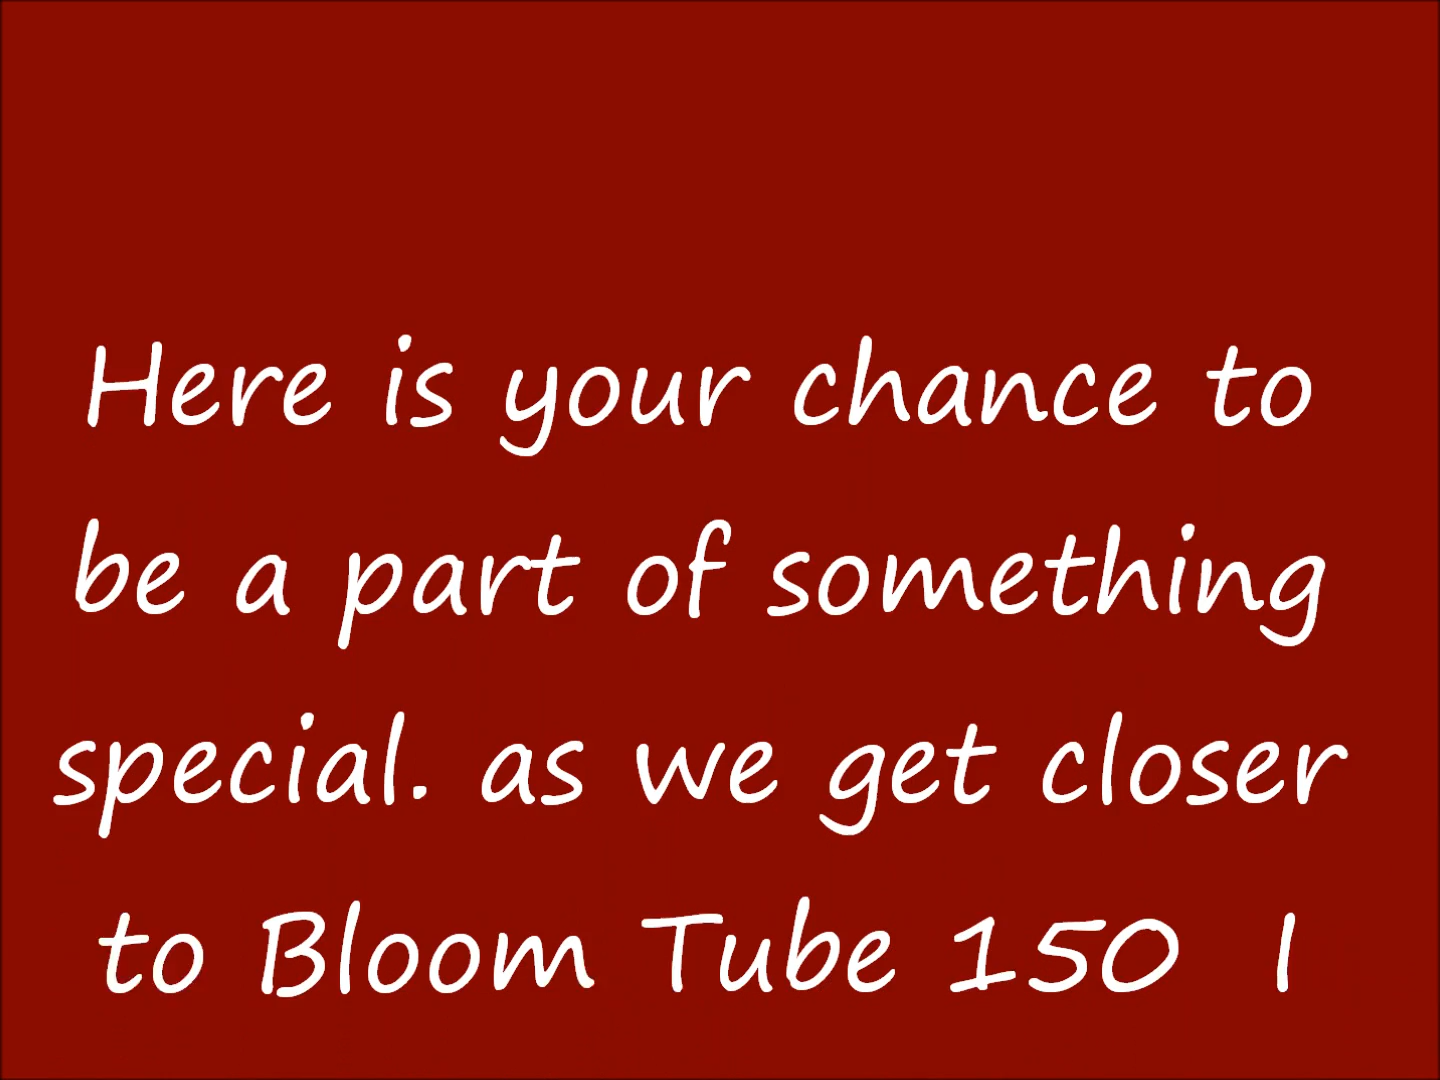 Here is your chance to
be a part of something
special. as we get closer
to Bloom Tube 150 I